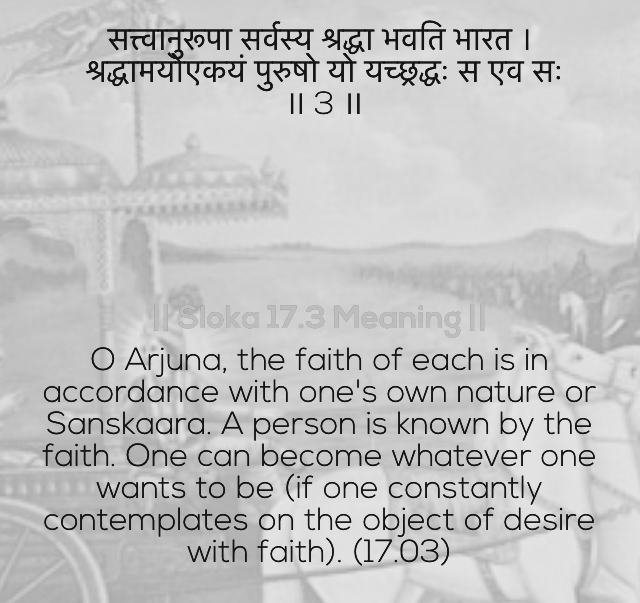 सत्त्वानुरूपा सर्वस्य श्रद्धा भवति भारत ।
श्रद्धामयोएकयं पुरुषो यो यच्छ्रद्धः स एव सः
॥ 3 ॥
|| Sloka 17.3 Meaning ||
O Arjuna, the faith of each is in
accordance with one's own nature or
Sanskaara. A person is known by the
faith. One can become whatever one
wants to be (if one constantly
contemplates on the object of desire
with faith). (17.03)